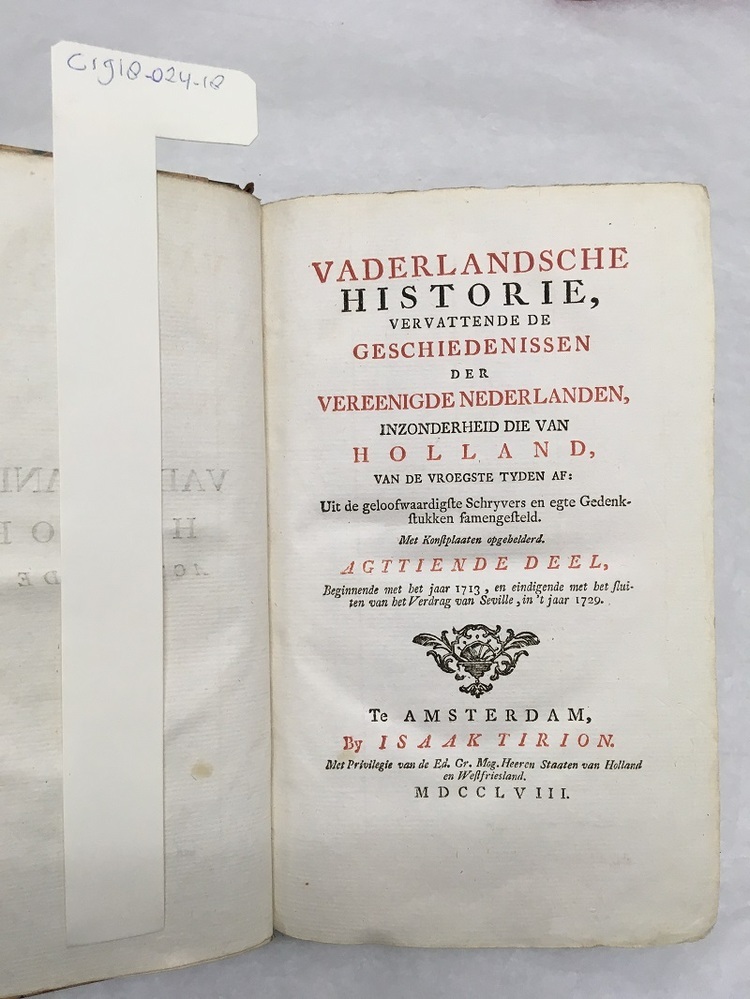 C1918-024-18
VADERLANDSCHE
HISTORIE,
VERVATTENDE DE
GESCHIEDENISSEN
DER
VEREENIGDE NEDERLANDEN,
INZONDERHEID DIE VAN
HOLLAND,
VAN DE VROEGSTE TYDEN AF:
Uit de geloofwaardigſte Schryvers en egte Gedenk-
ſtukken ſamengeſteld.
Met Konſtplaaten opgehelderd.
AGTTIENDE DEEL,
Beginnende met het jaar 1713, en eindigende met het ſlui-
ten van het Verdrag van Seville, in 't jaar 1729.
Te AMSTERDAM,
By ISAAK TIRION.
Met Privilegie van de Ed. Gr. Mog. Heeren Staaten van Holland
en Weſtfriesland.
MDCCLVIII.